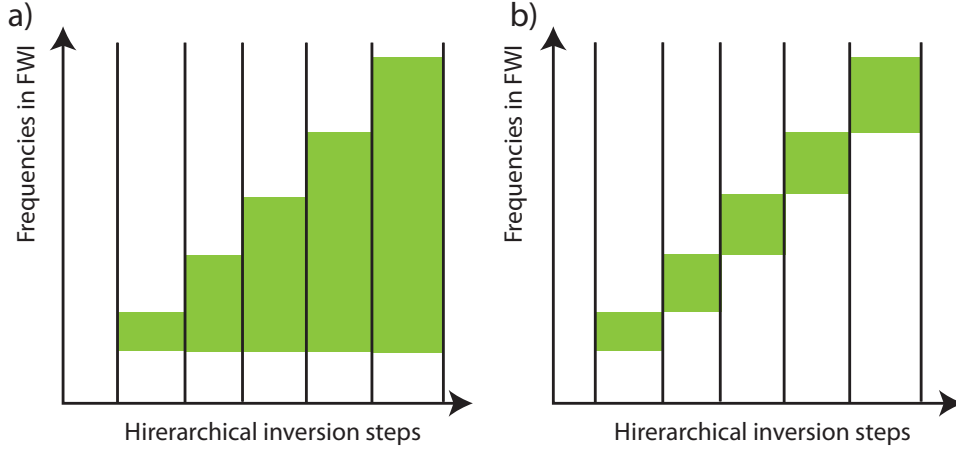 a)
Frequencies in FWI
Hirerarchical inversion steps
b)
Frequencies in FWI
Hirerarchical inversion steps